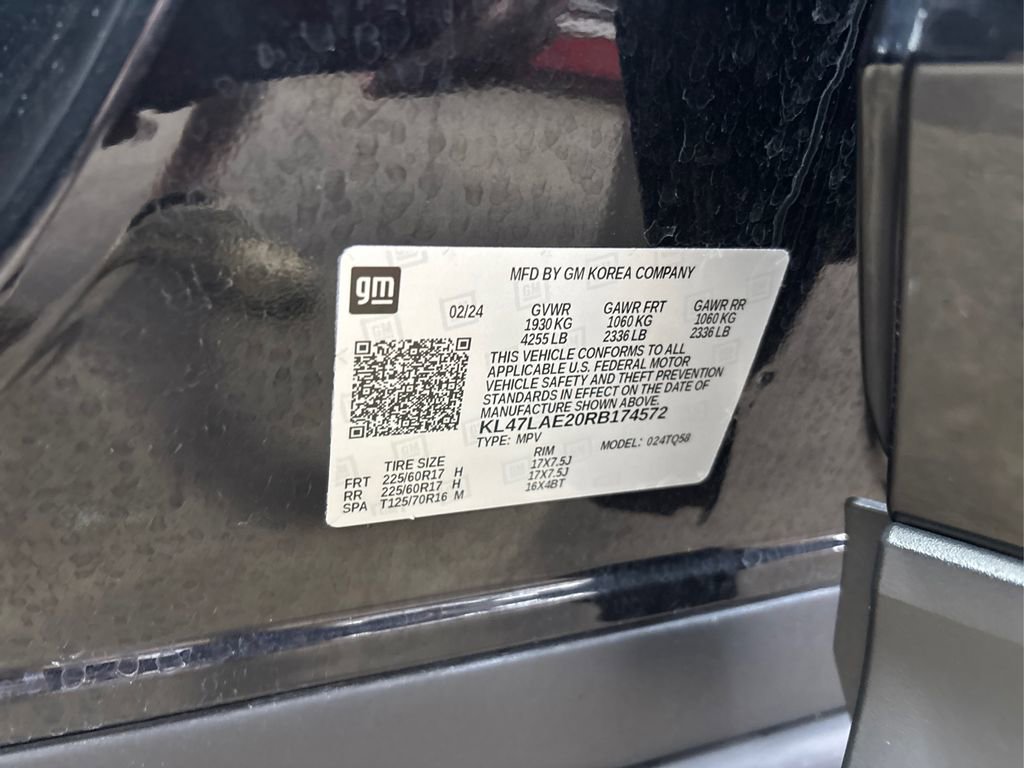 gm
MFD BY GM KOREA COMPANY
02/24 GVWR GAWR FRT GAWR RR
1930 KG 1060 KG 1060 KG
4255 LB 2336 LB 2336 LB
THIS VEHICLE CONFORMS TO ALL
APPLICABLE U.S. FEDERAL MOTOR
VEHICLE SAFETY AND THEFT PREVENTION
STANDARDS IN EFFECT ON THE DATE OF
MANUFACTURE SHOWN ABOVE.
KL47LAE20RB174572
TYPE: MPV MODEL: 024TQ58
TIRE SIZE RIM
FRT 225/60R17 H 17X7.5J
RR 225/60R17 H 17X7.5J
SPA T125/70R16 M 16X4BT